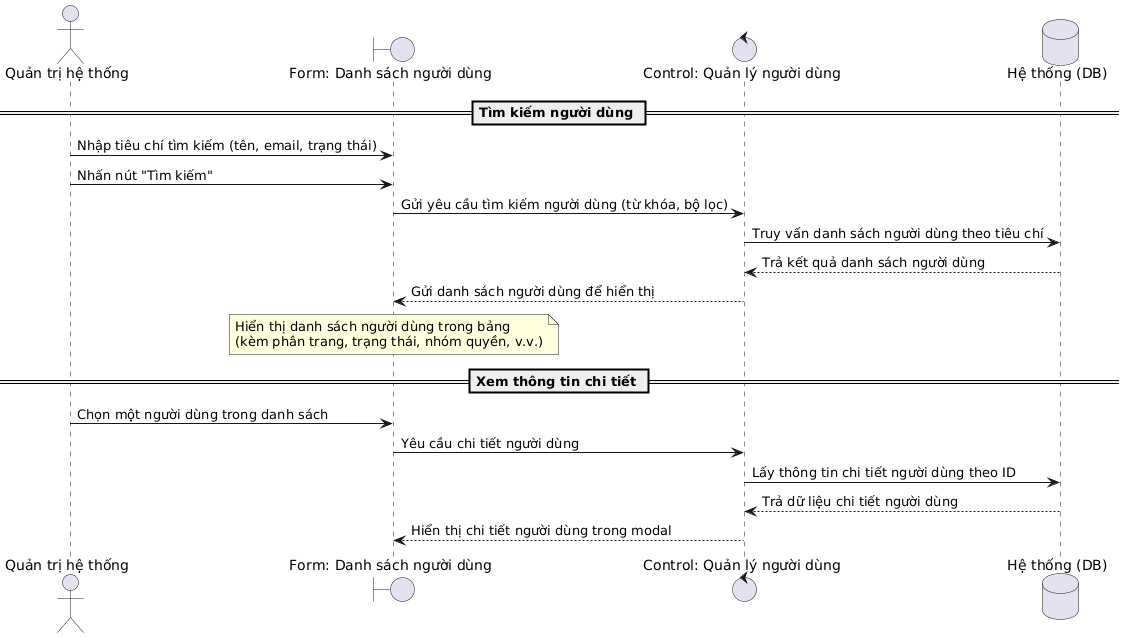 Quản trị hệ thống
Form: Danh sách người dùng
Control: Quản lý người dùng
Hệ thống (DB)
Tìm kiếm người dùng
Nhập tiêu chí tìm kiếm (tên, email, trạng thái)
Nhấn nút "Tìm kiếm"
Gửi yêu cầu tìm kiếm người dùng (từ khóa, bộ lọc)
Truy vấn danh sách người dùng theo tiêu chí
Trả kết quả danh sách người dùng
Gửi danh sách người dùng để hiển thị
Hiển thị danh sách người dùng trong bảng
(kèm phân trang, trạng thái, nhóm quyền, v.v.)
Xem thông tin chi tiết
Chọn một người dùng trong danh sách
Yêu cầu chi tiết người dùng
Lấy thông tin chi tiết người dùng theo ID
Trả dữ liệu chi tiết người dùng
Hiển thị chi tiết người dùng trong modal
Quản trị hệ thống
Form: Danh sách người dùng
Control: Quản lý người dùng
Hệ thống (DB)